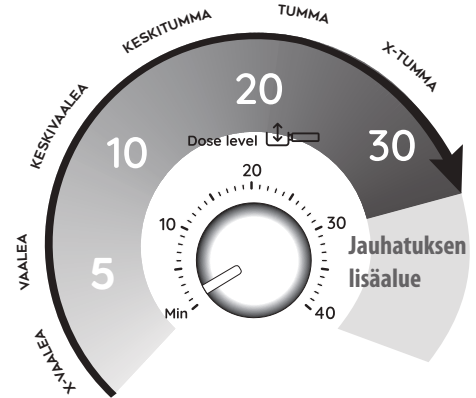 X-VAALEA
VAALEA
KESKIVAALEA
KESKITUMMA
TUMMA
X-TUMMA
5
10
20
30
Jauhatuksen
lisäalue
Dose level
Min
10
20
30
40